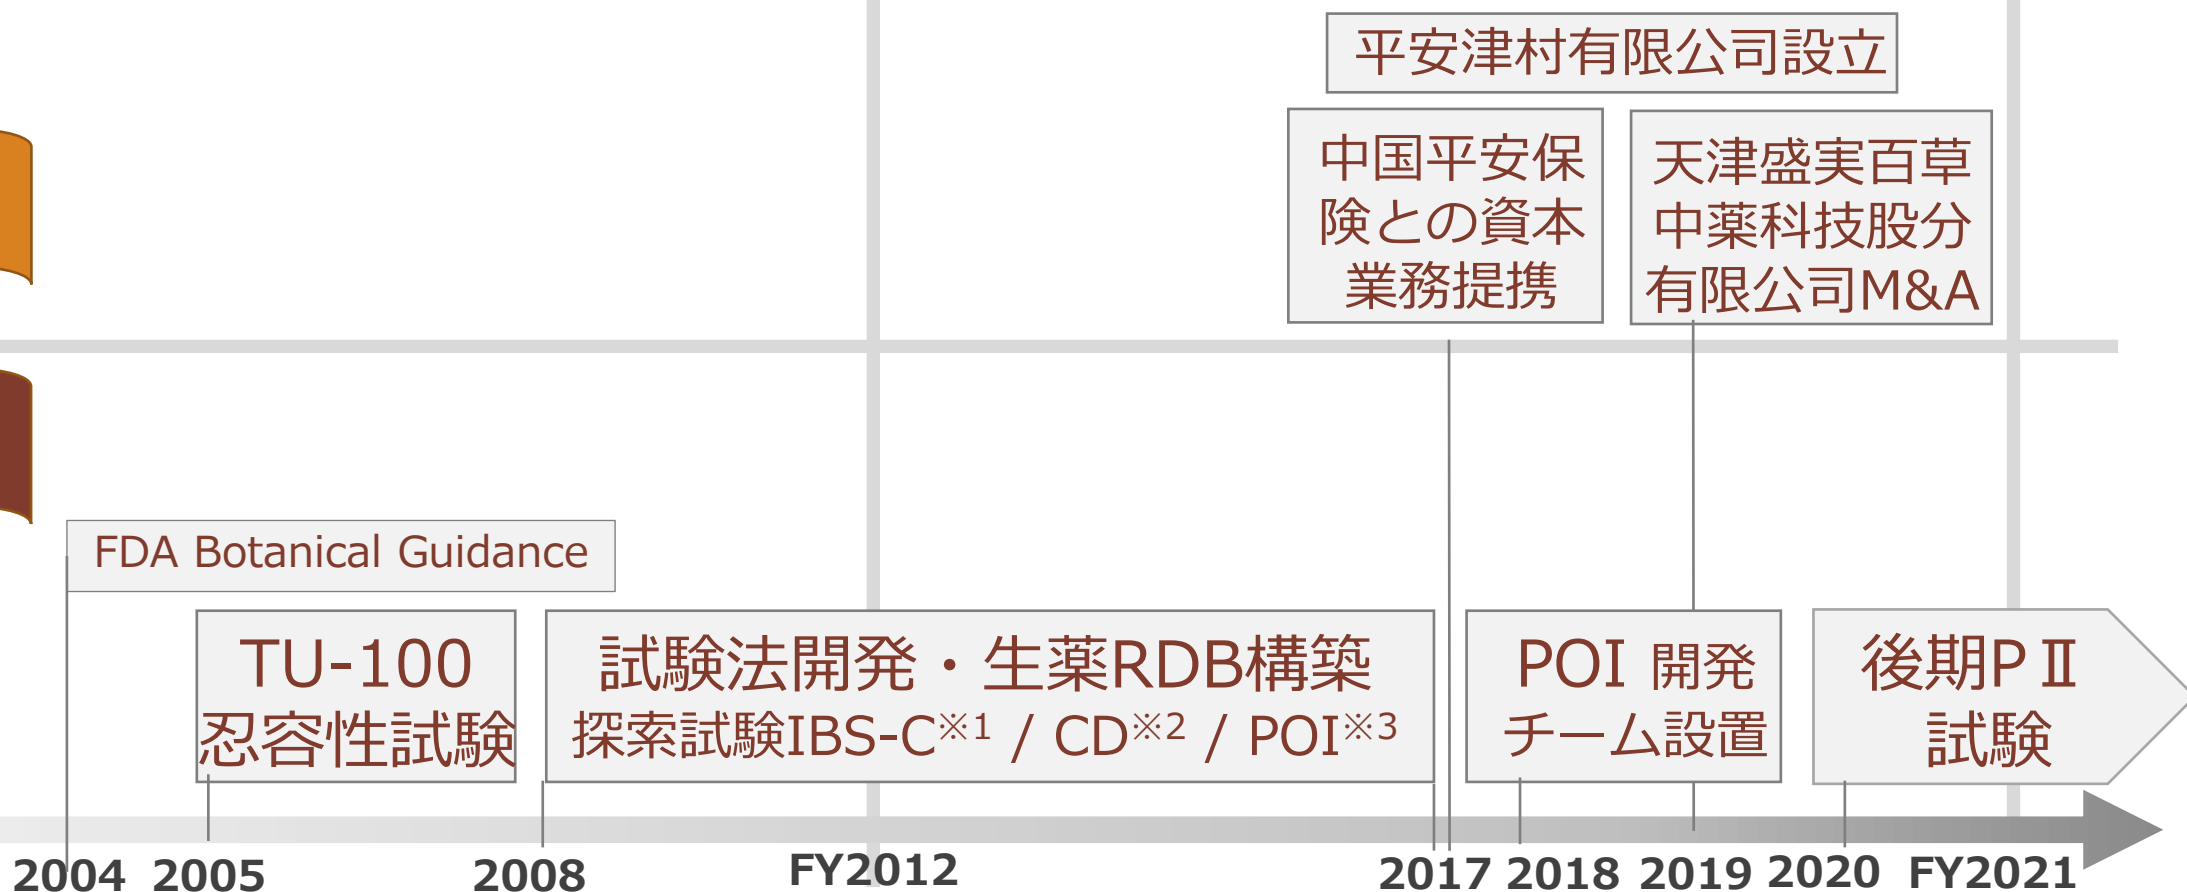 平安津村有限公司設立
中国平安保
険との資本
業務提携
天津盛実百草
中薬科技股分
有限公司M&A
FDA Botanical Guidance
TU-100
忍容性試験
試験法開発・生薬RDB構築
探索試験IBS-C※1 / CD※2 / POI※3
POI 開発
チーム設置
後期PⅡ
試験
2004 2005 2008 FY2012 2017 2018 2019 2020 FY2021